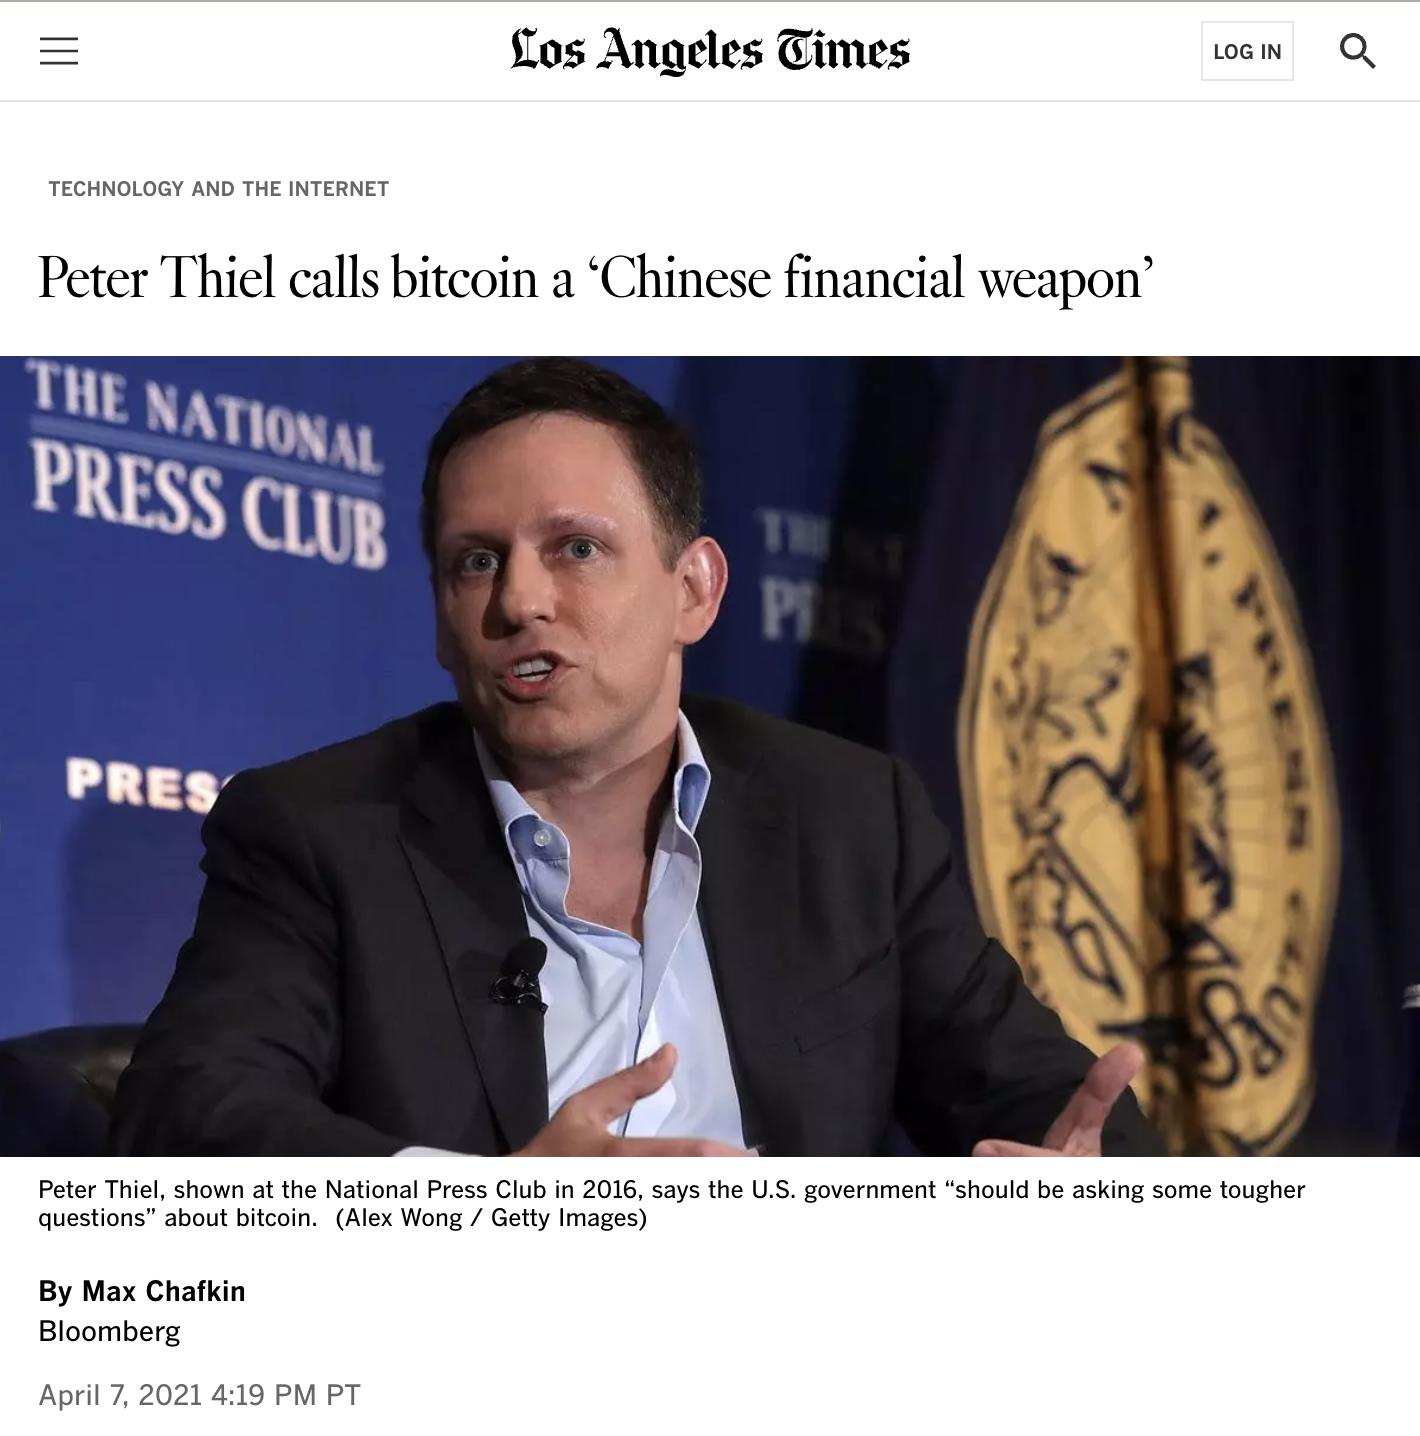 Los Angeles Times
LOG IN
TECHNOLOGY AND THE INTERNET
Peter Thiel calls bitcoin a ‘Chinese financial weapon’
THE NATIONAL
PRESS CLUB
THE
PRESS
PRES
Peter Thiel, shown at the National Press Club in 2016, says the U.S. government “should be asking some tougher
questions” about bitcoin.  (Alex Wong / Getty Images)
By Max Chafkin
Bloomberg
April 7, 2021 4:19 PM PT